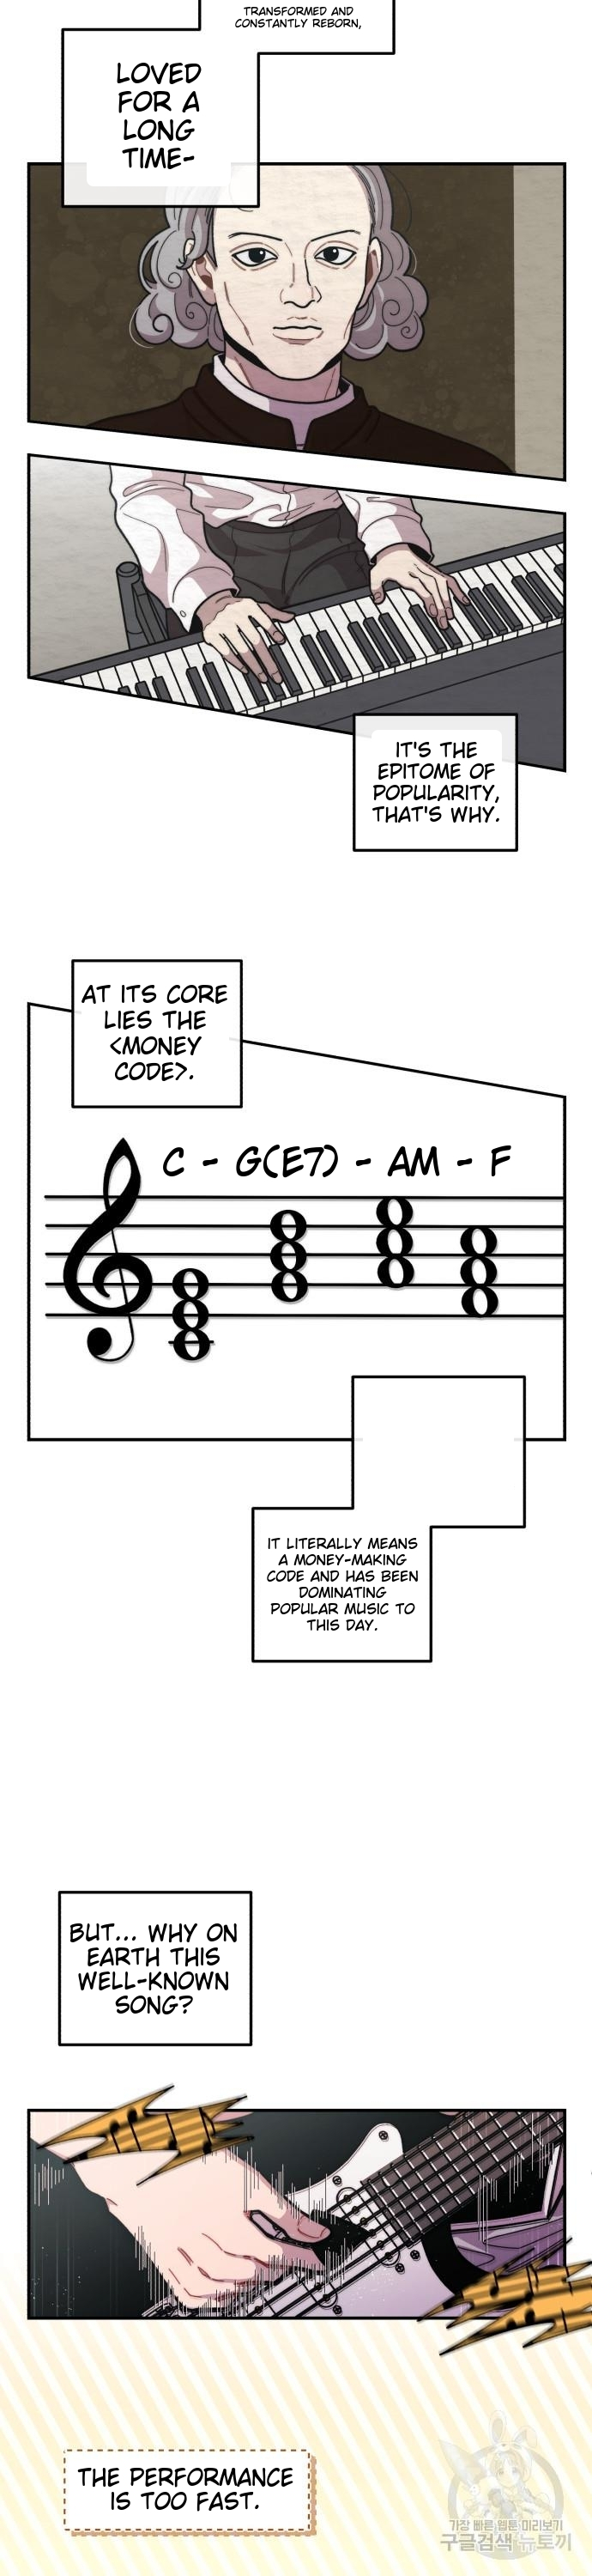 TRANSFORMED AND
CONSTANTLY REBORN,
LOVED
FOR A
LONG
TIME-
IT'S THE
EPITOME OF
POPULARITY,
THAT'S WHY.
AT ITS CORE
LIES THE
<MONEY
CODE>.
C - G(E7) - AM - F
IT LITERALLY MEANS
A MONEY-MAKING
CODE AND HAS BEEN
DOMINATING
POPULAR MUSIC TO
THIS DAY.
BUT... WHY ON
EARTH THIS
WELL-KNOWN
SONG?
THE PERFORMANCE
IS TOO FAST.
가장 빠른 웹툰 미리보기
구글검색 뉴토끼